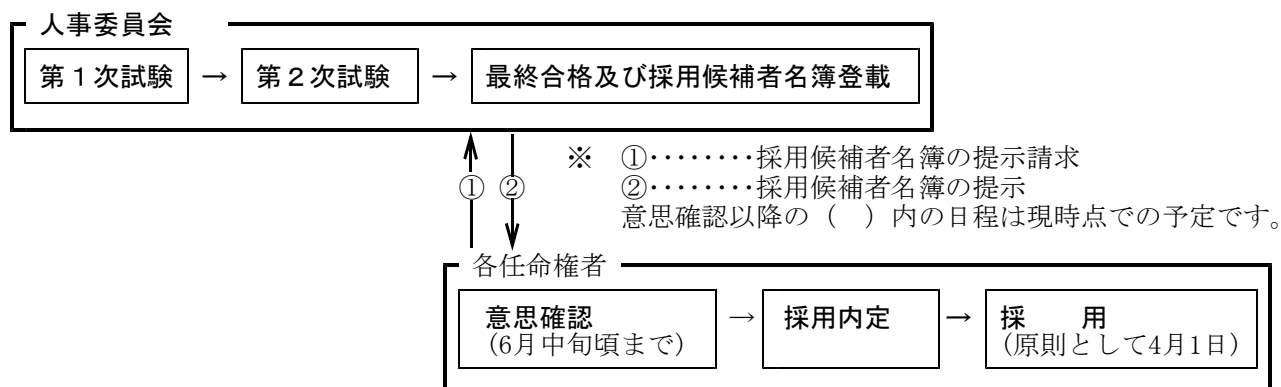 人事委員会
第１次試験 → 第２次試験 → 最終合格及び採用候補者名簿登載
① ②
※ ①････････採用候補者名簿の提示請求
②････････採用候補者名簿の提示
意思確認以降の（　）内の日程は現時点での予定です。
各任命権者
意思確認 → 採用内定 → 採　用
(6月中旬頃まで) (原則として4月1日)